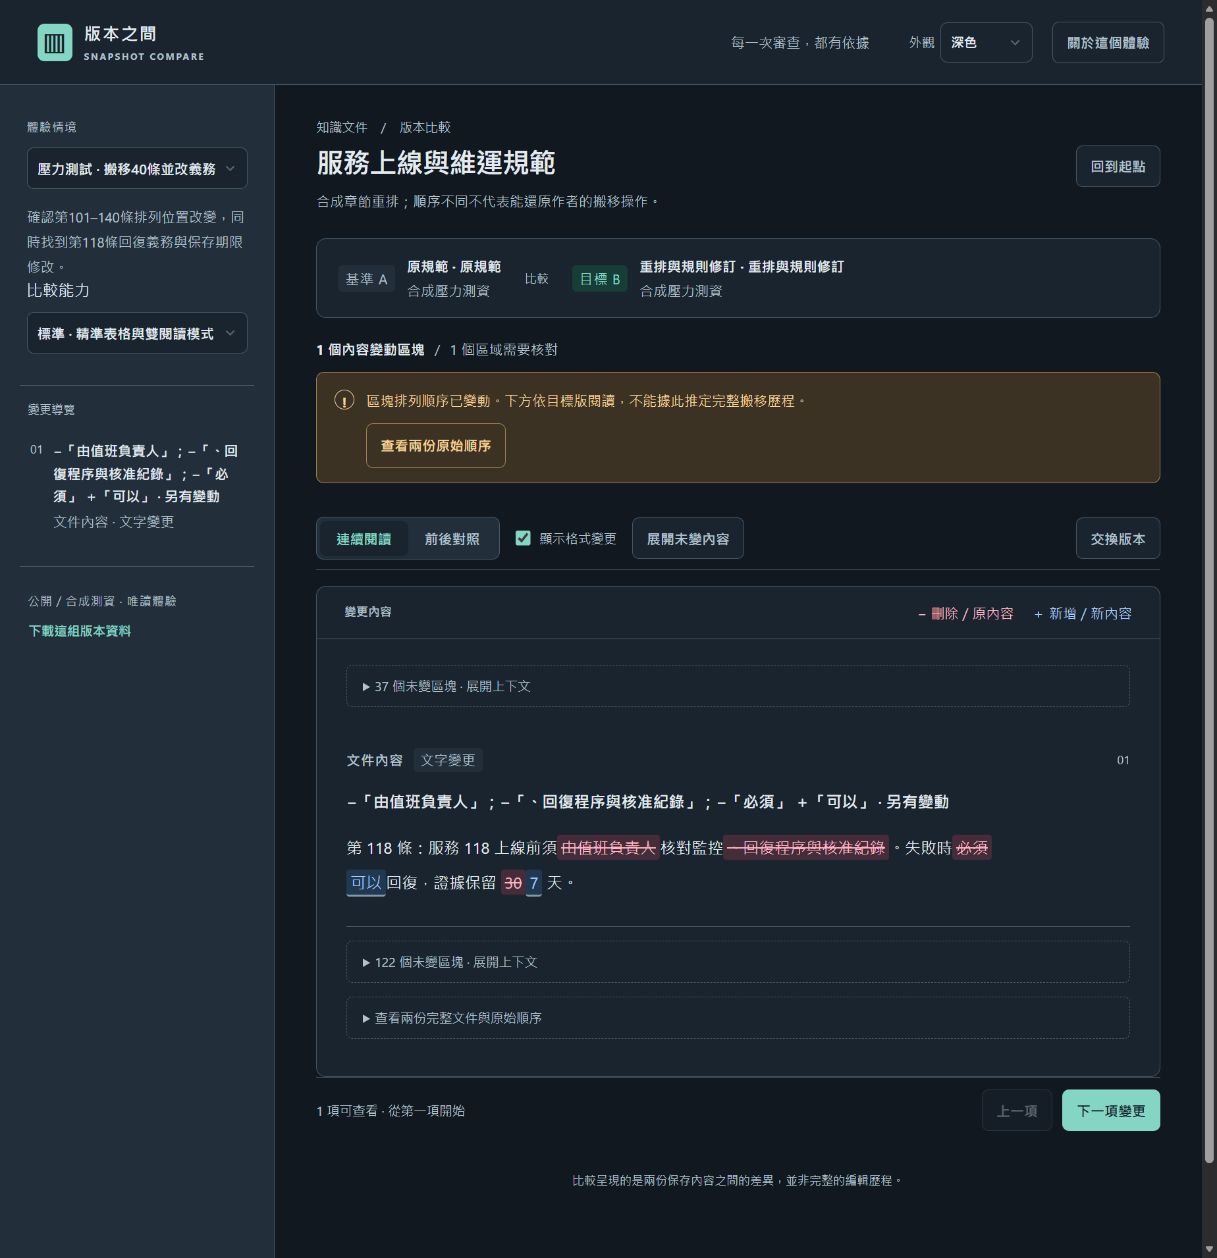 版本之間
SNAPSHOT COMPARE
每一次審查，都有依據
外觀
深色
關於這個體驗
體驗情境
壓力測試 · 搬移40條並改義務
確認第101–140條排列位置改變，同
時找到第118條回復義務與保存期限
修改。
比較能力
標準 · 精準表格與雙閱讀模式
變更導覽
01
−「由值班負責人」；−「、回
復程序與核准紀錄」；−「必
須」 +「可以」· 另有變動
文件內容 · 文字變更
公開 / 合成測資 · 唯讀體驗
下載這組版本資料
知識文件 / 版本比較
服務上線與維運規範
合成章節重排；順序不同不代表能還原作者的搬移操作。
回到起點
基準 A
原規範 · 原規範
合成壓力測資
比較
目標 B
重排與規則修訂 · 重排與規則修訂
合成壓力測資
1 個內容變動區塊 / 1 個區域需要核對
區塊排列順序已變動。下方依目標版閱讀，不能據此推定完整搬移歷程。
查看兩份原始順序
連續閱讀
前後對照
顯示格式變更
展開未變內容
交換版本
變更內容
− 刪除 / 原內容
+ 新增 / 新內容
▶ 37 個未變區塊 · 展開上下文
文件內容
文字變更
01
−「由值班負責人」；−「、回復程序與核准紀錄」；−「必須」 +「可以」· 另有變動
第 118 條：服務 118 上線前須由值班負責人核對監控、回復程序與核准紀錄。失敗時必須
可以回復，證據保留 30 7 天。
▶ 122 個未變區塊 · 展開上下文
▶ 查看兩份完整文件與原始順序
1 項可查看 · 從第一項開始
上一項
下一項變更
比較呈現的是兩份保存內容之間的差異，並非完整的編輯歷程。